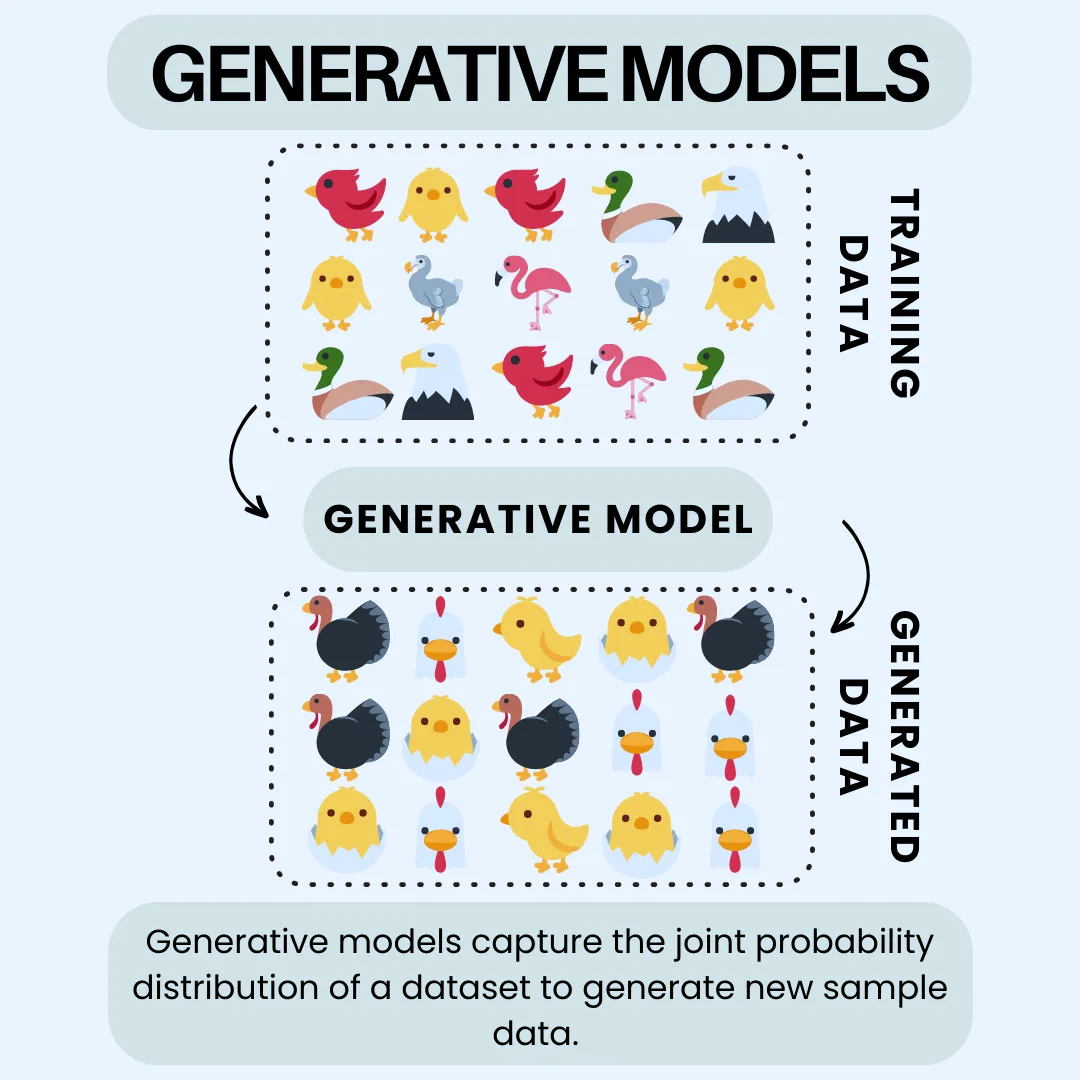 GENERATIVE MODELS
TRAINING
DATA
GENERATIVE MODEL
GENERATED
DATA
Generative models capture the joint probability
distribution of a dataset to generate new sample
data.